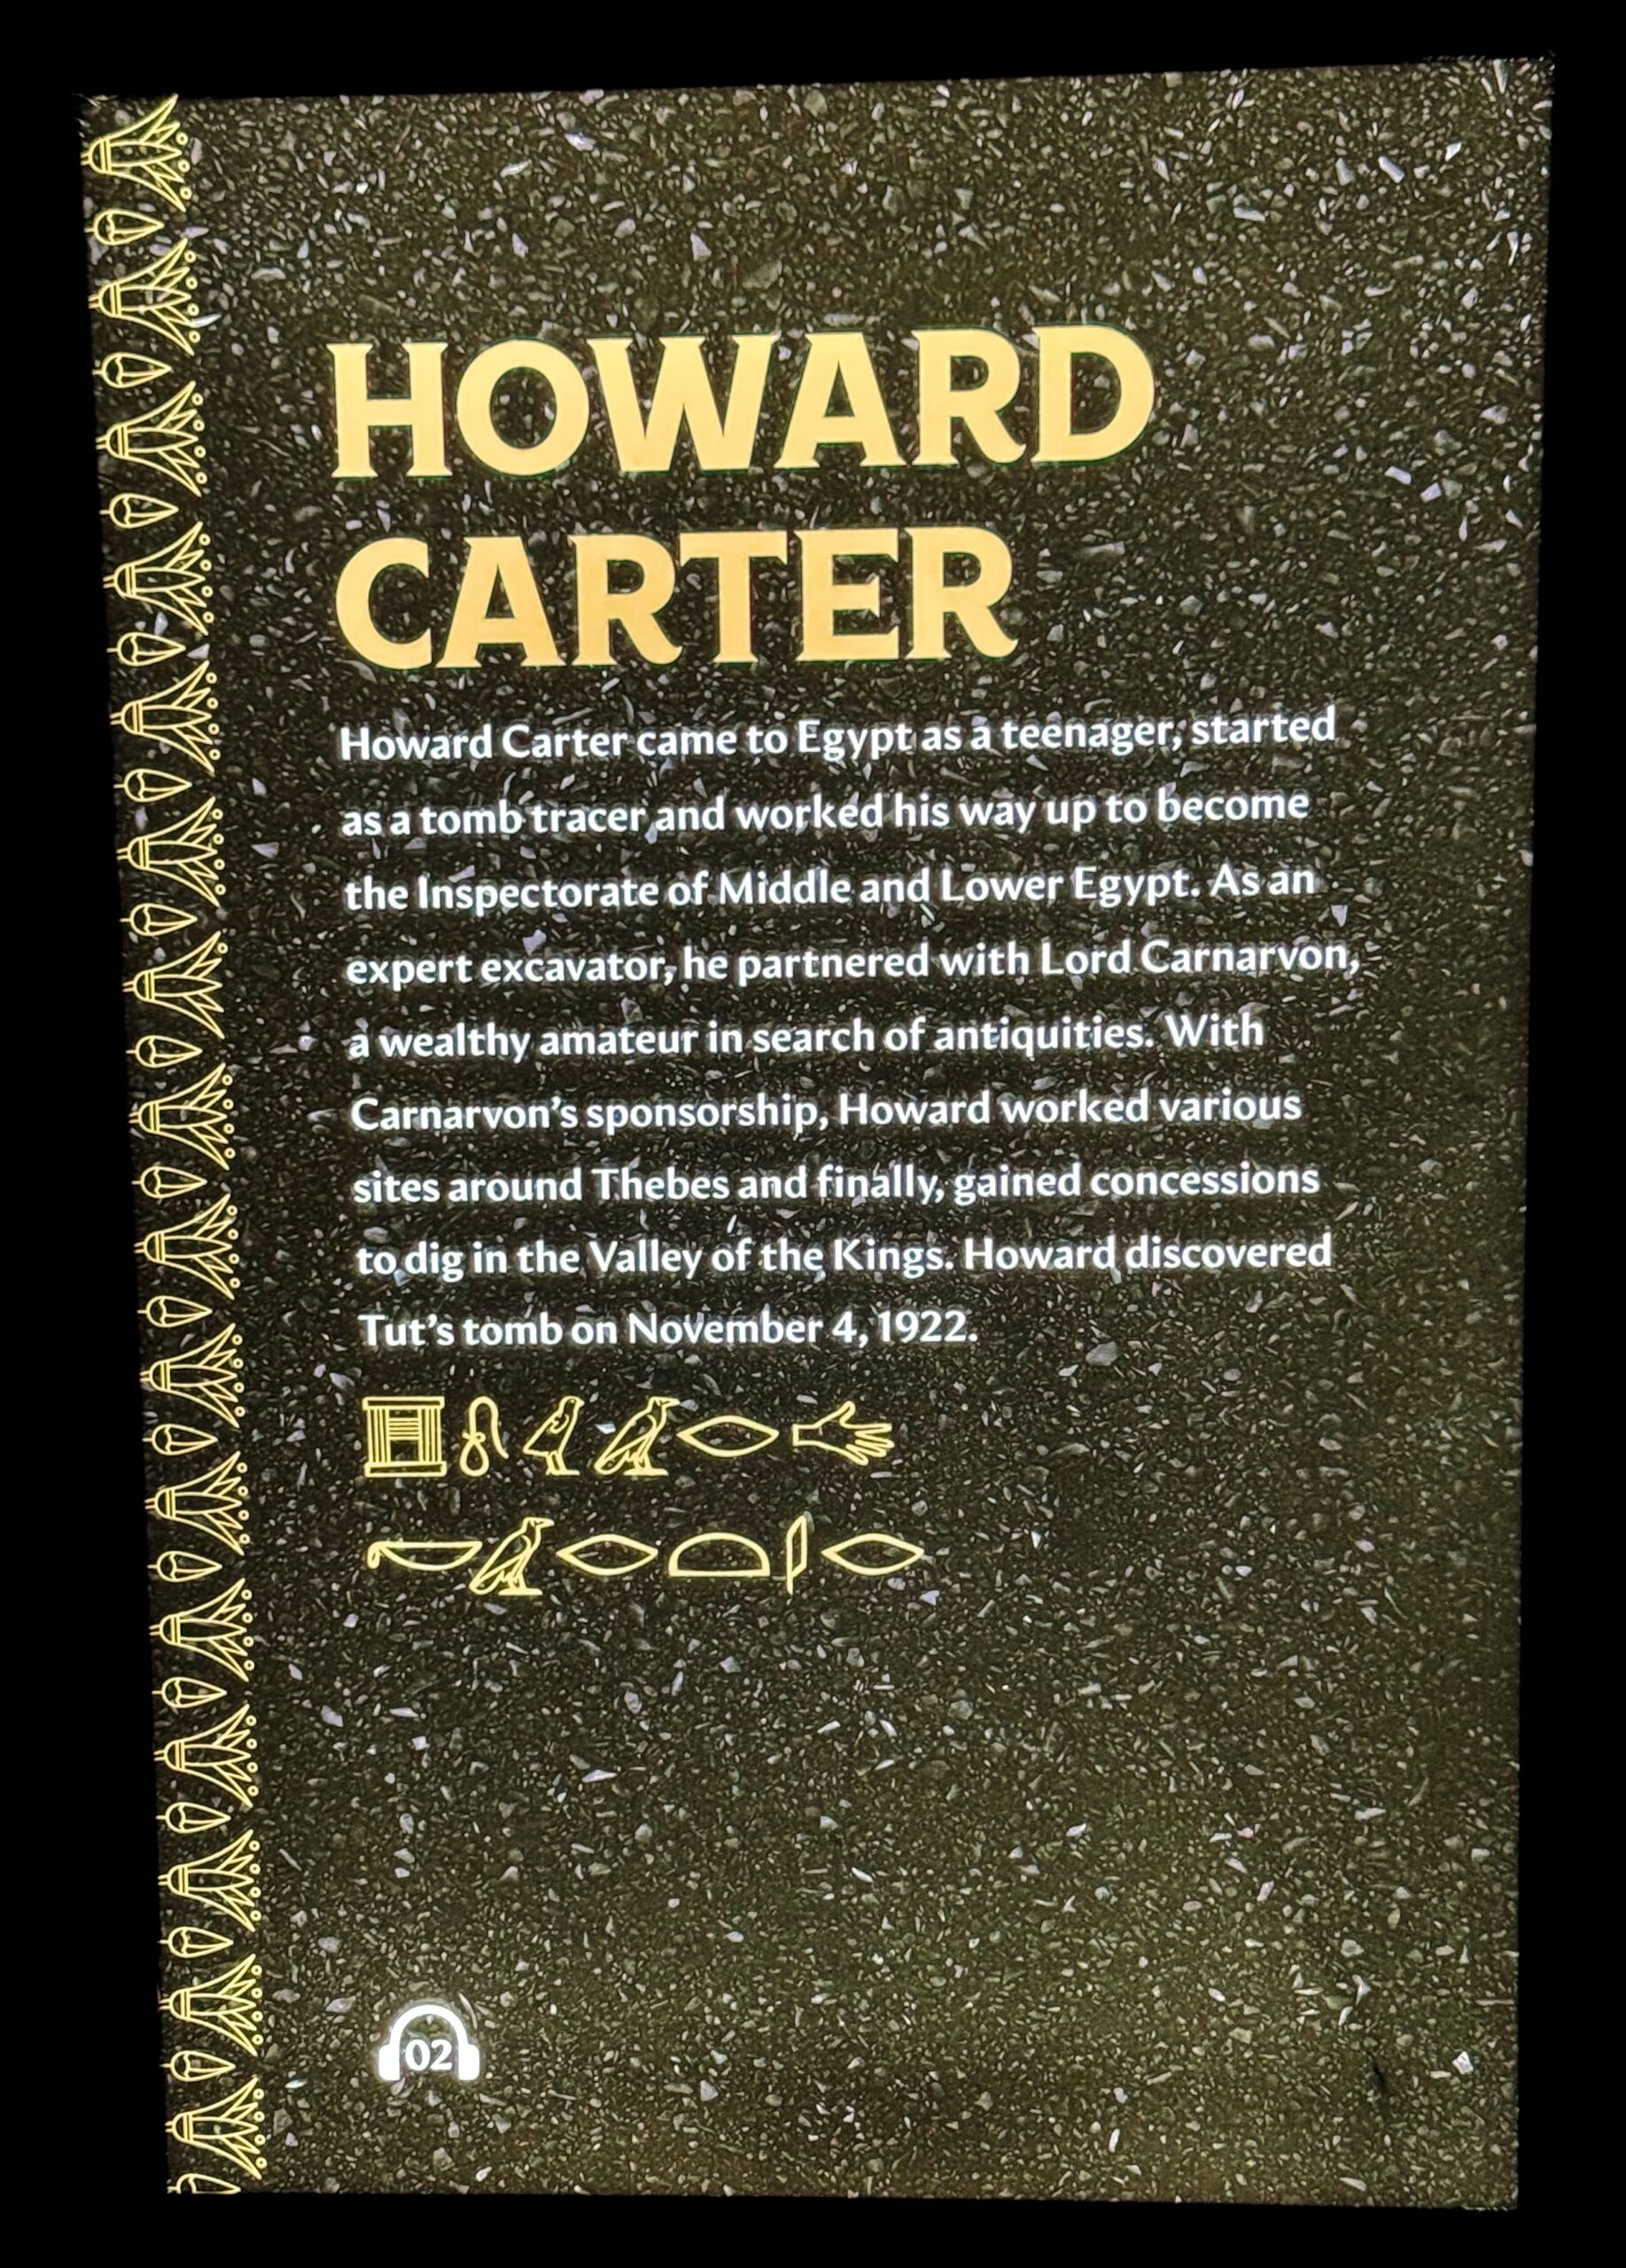 HOWARD
CARTER
Howard Carter came to Egypt as a teenager, started
as a tomb tracer and worked his way up to become
the Inspectorate of Middle and Lower Egypt. As an
expert excavator, he partnered with Lord Carnarvon,
a wealthy amateur in search of antiquities. With
Carnarvon’s sponsorship, Howard worked various
sites around Thebes and finally, gained concessions
to dig in the Valley of the Kings. Howard discovered
Tut’s tomb on November 4, 1922.
02